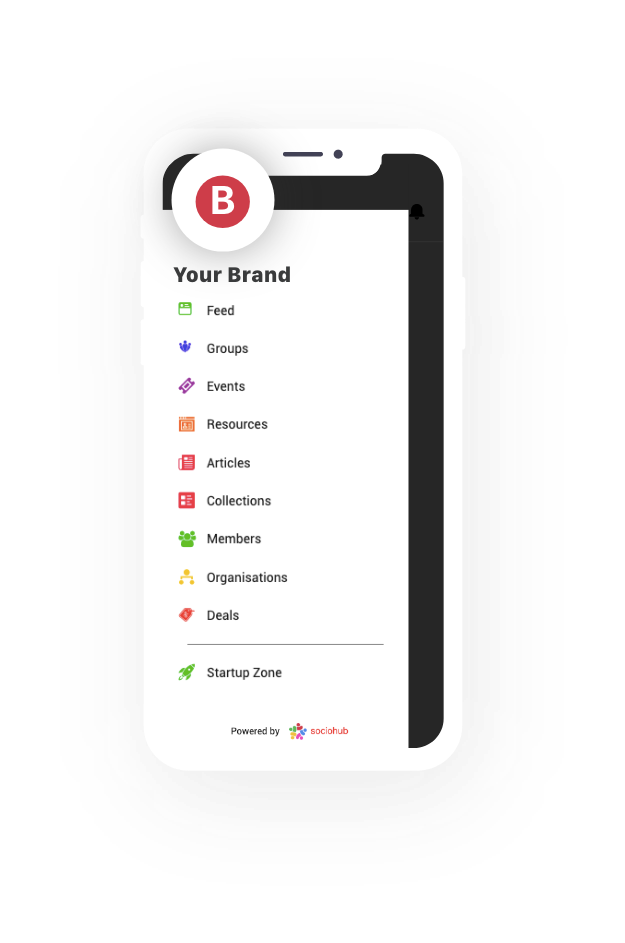 B
Your Brand
Feed
Groups
Events
Resources
Articles
Collections
Members
Organisations
Deals
Startup Zone
Powered by sociohub